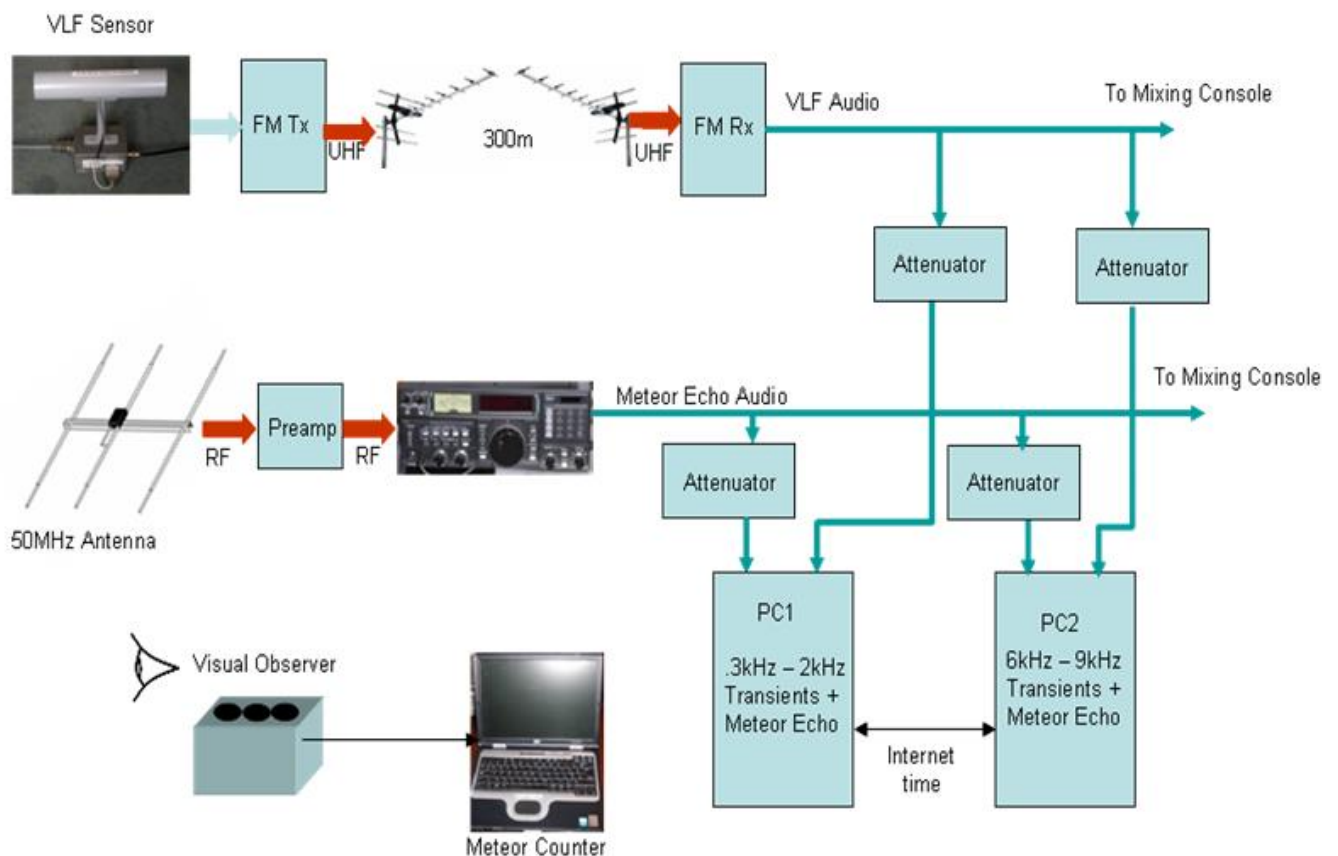 VLF Sensor
FM Tx
UHF
300m
UHF
FM Rx
VLF Audio
To Mixing Console
Attenuator
Attenuator
50MHz Antenna
RF
Preamp
RF
Meteor Echo Audio
To Mixing Console
Attenuator
Attenuator
PC1
.3kHz – 2kHz
Transients +
Meteor Echo
PC2
6kHz – 9kHz
Transients +
Meteor Echo
Internet
time
Visual Observer
Meteor Counter